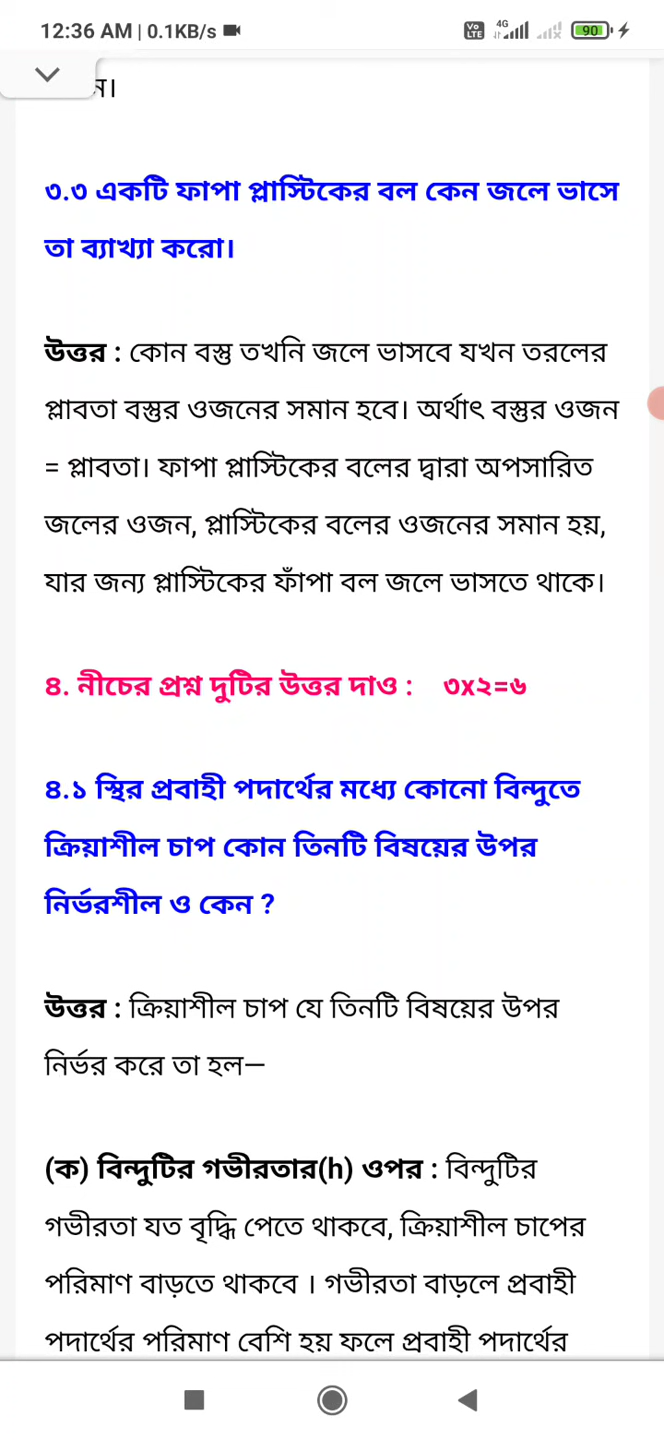 12:36 AM | 0.1KB/s
Vo LTE 4G 90
ন।
৩.৩ একটি ফাপা প্লাস্টিকের বল কেন জলে ভাসে
তা ব্যাখ্যা করো।
উত্তর : কোন বস্তু তখনি জলে ভাসবে যখন তরলের
প্লাবতা বস্তুর ওজনের সমান হবে। অর্থাৎ বস্তুর ওজন
= প্লাবতা। ফাপা প্লাস্টিকের বলের দ্বারা অপসারিত
জলের ওজন, প্লাস্টিকের বলের ওজনের সমান হয়,
যার জন্য প্লাস্টিকের ফাঁপা বল জলে ভাসতে থাকে।
৪. নীচের প্রশ্ন দুটির উত্তর দাও : ৩x২=৬
৪.১ স্থির প্রবাহী পদার্থের মধ্যে কোনো বিন্দুতে
ক্রিয়াশীল চাপ কোন তিনটি বিষয়ের উপর
নির্ভরশীল ও কেন ?
উত্তর : ক্রিয়াশীল চাপ যে তিনটি বিষয়ের উপর
নির্ভর করে তা হল—
(ক) বিন্দুটির গভীরতার(h) ওপর : বিন্দুটির
গভীরতা যত বৃদ্ধি পেতে থাকবে, ক্রিয়াশীল চাপের
পরিমাণ বাড়তে থাকবে । গভীরতা বাড়লে প্রবাহী
পদার্থের পরিমাণ বেশি হয় ফলে প্রবাহী পদার্থের